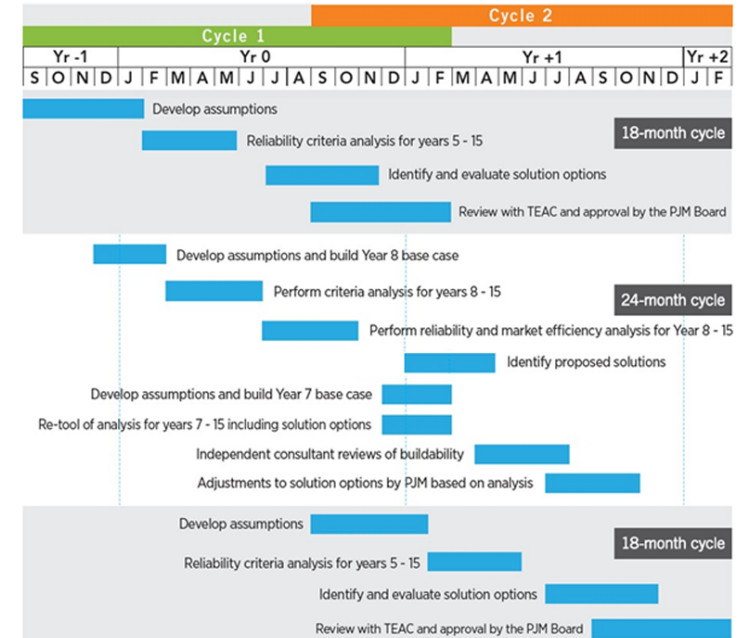 Cycle 2
Cycle 1
Yr -1 Yr 0 Yr +1 Yr +2
S O N D J F M A M J J A S O N D J F M A M J J A S O N D J F
Develop assumptions
18-month cycle
Reliability criteria analysis for years 5 - 15
Identify and evaluate solution options
Review with TEAC and approval by the PJM Board
Develop assumptions and build Year 8 base case
Perform criteria analysis for years 8 - 15
24-month cycle
Perform reliability and market efficiency analysis for Year 8 - 15
Identify proposed solutions
Develop assumptions and build Year 7 base case
Re-tool of analysis for years 7 - 15 including solution options
Independent consultant reviews of buildability
Adjustments to solution options by PJM based on analysis
Develop assumptions
18-month cycle
Reliability criteria analysis for years 5 - 15
Identify and evaluate solution options
Review with TEAC and approval by the PJM Board